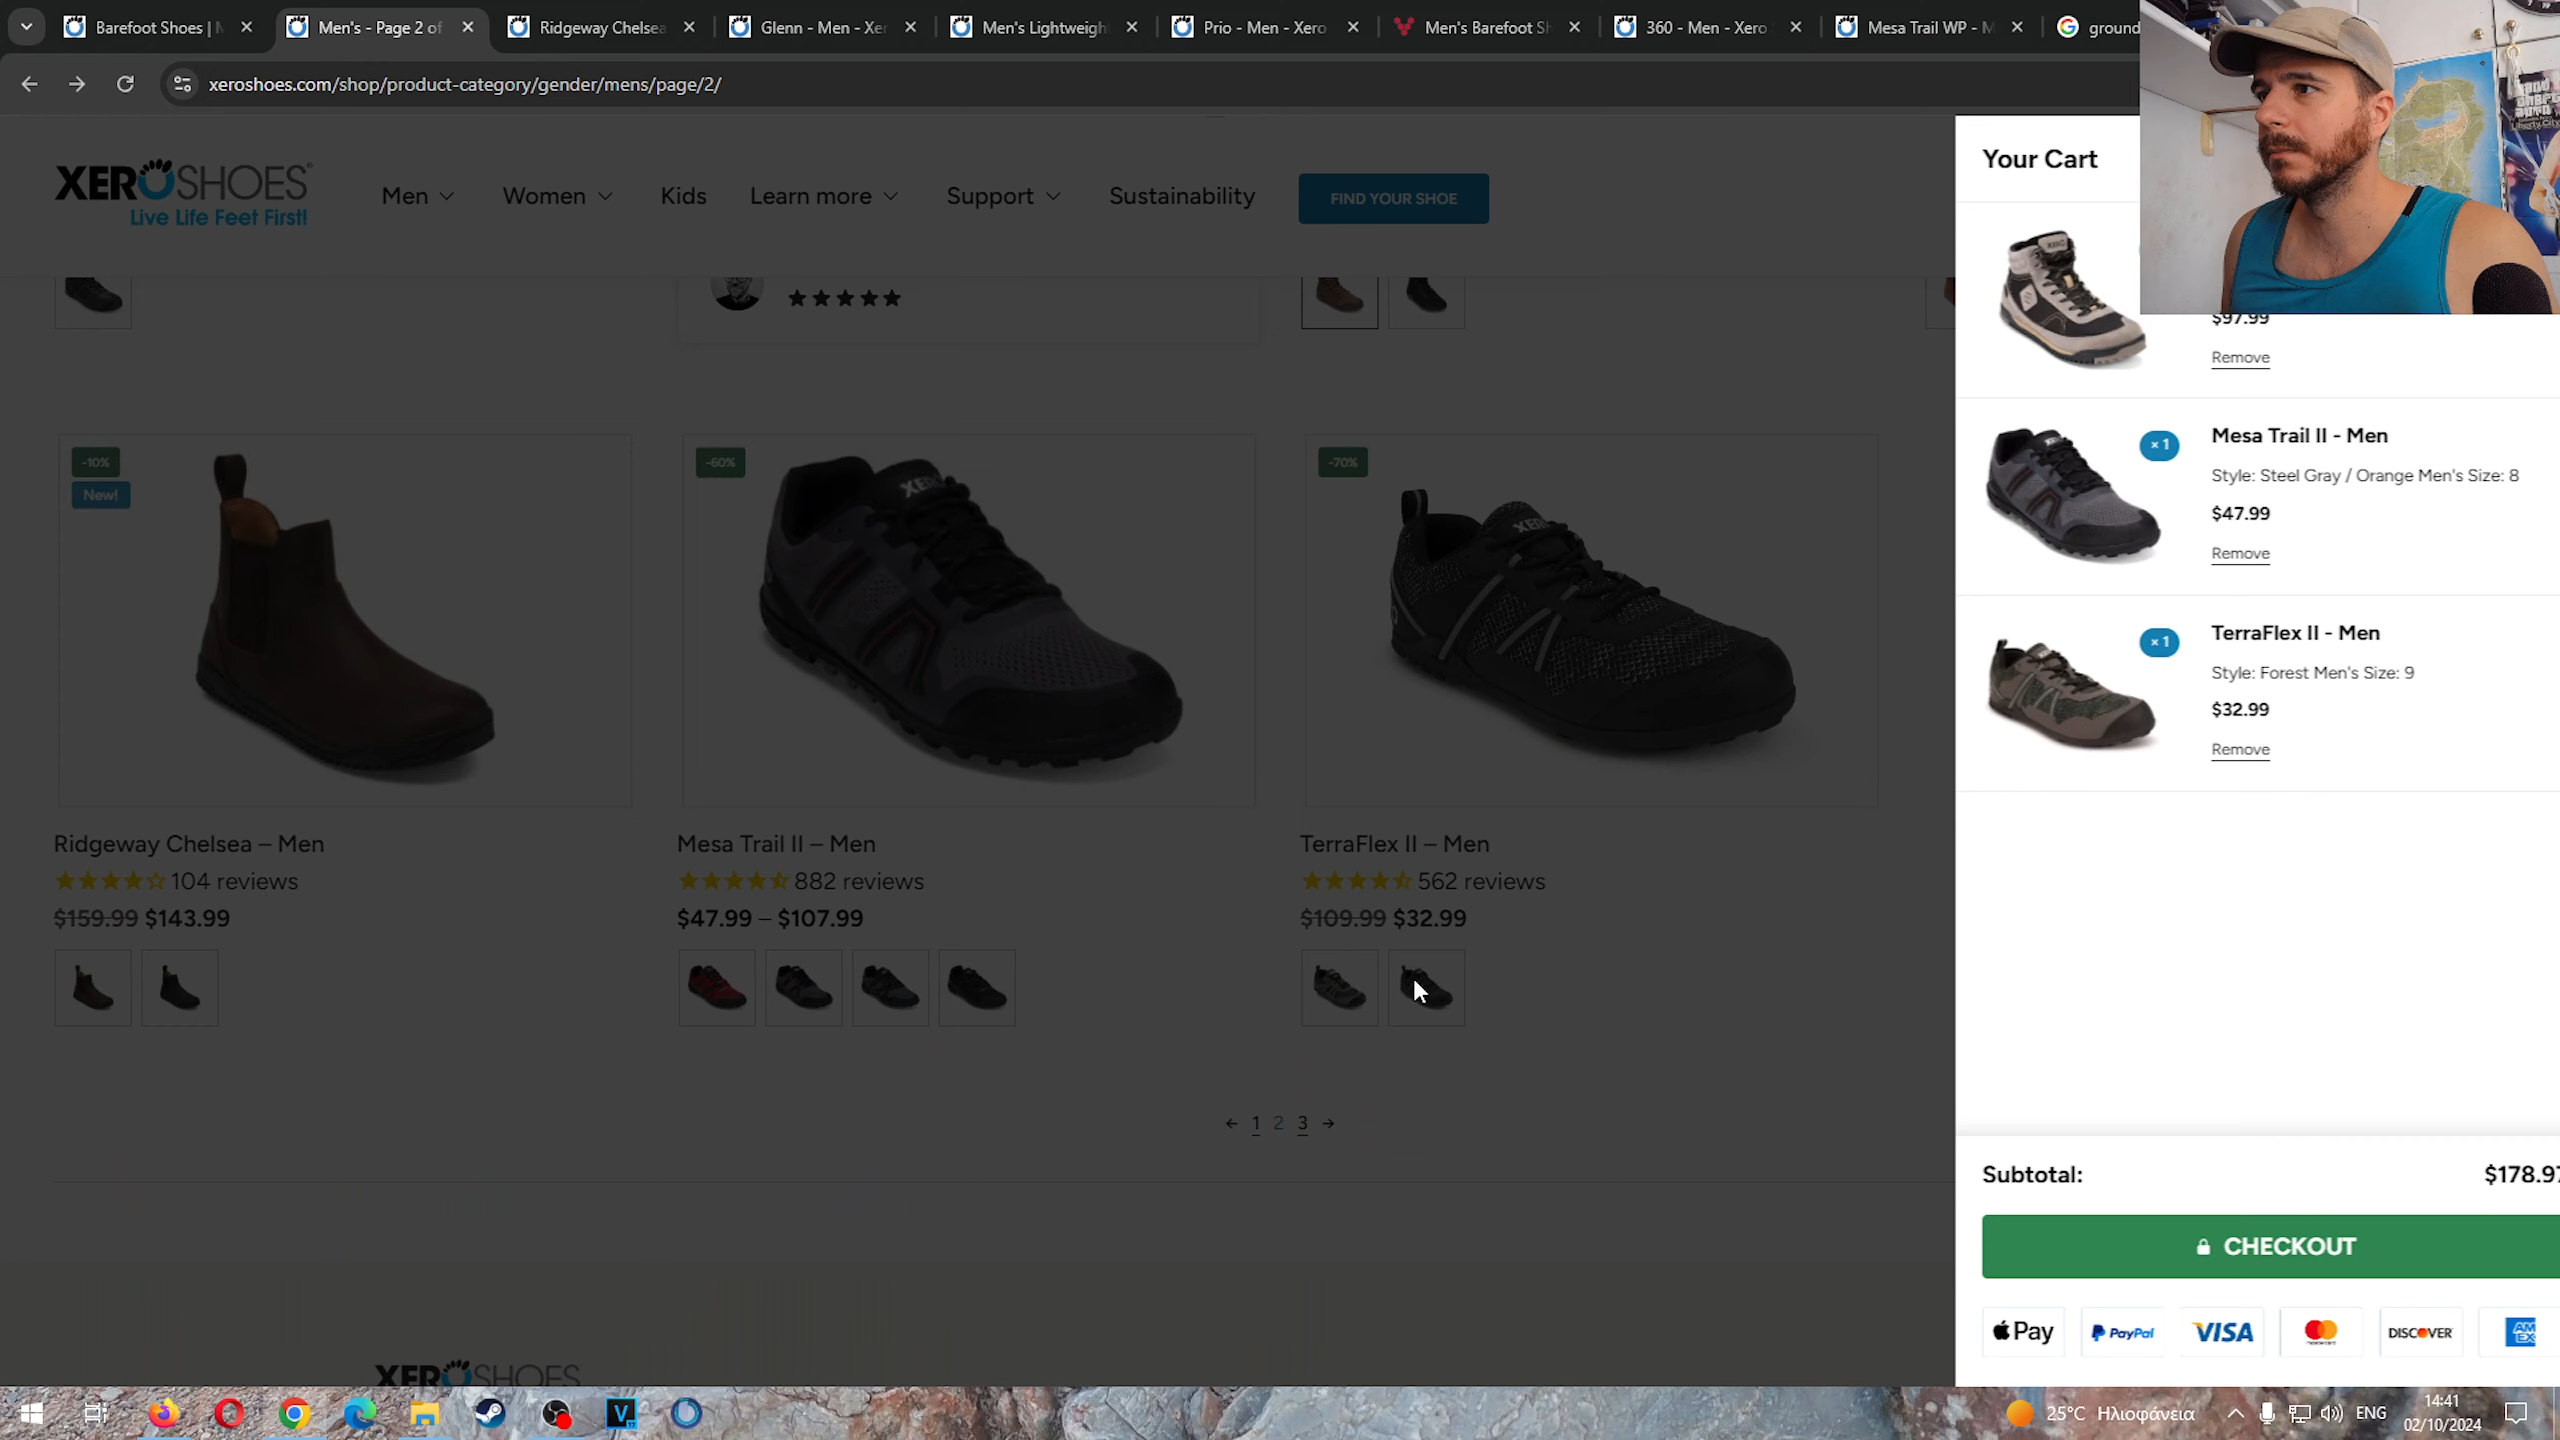 Barefoot Shoes | M
Men's - Page 2 of
Ridgeway Chelsea
Glenn - Men - Xer
Men's Lightweigh
Prio - Men - Xero
Men's Barefoot Sh
360 - Men - Xero
Mesa Trail WP - M
ground
xeroshoes.com/shop/product-category/gender/mens/page/2/
XEROSHOES
Live Life Feet First!
Men
Women
Kids
Learn more
Support
Sustainability
FIND YOUR SHOE
-10%
New!
-60%
-70%
Ridgeway Chelsea – Men
104 reviews
$159.99 $143.99
Mesa Trail II – Men
882 reviews
$47.99 – $107.99
TerraFlex II – Men
562 reviews
$109.99 $32.99
← 1 2 3 →
XEROSHOES
Your Cart
$97.99
Remove
× 1
Mesa Trail II - Men
Style: Steel Gray / Orange Men's Size: 8
$47.99
Remove
× 1
TerraFlex II - Men
Style: Forest Men's Size: 9
$32.99
Remove
Subtotal:
$178.97
CHECKOUT
Pay
PayPal
VISA
mastercard
DISCOVER
AM
EX
25°C Ηλιοφάνεια
ENG
14:41
02/10/2024